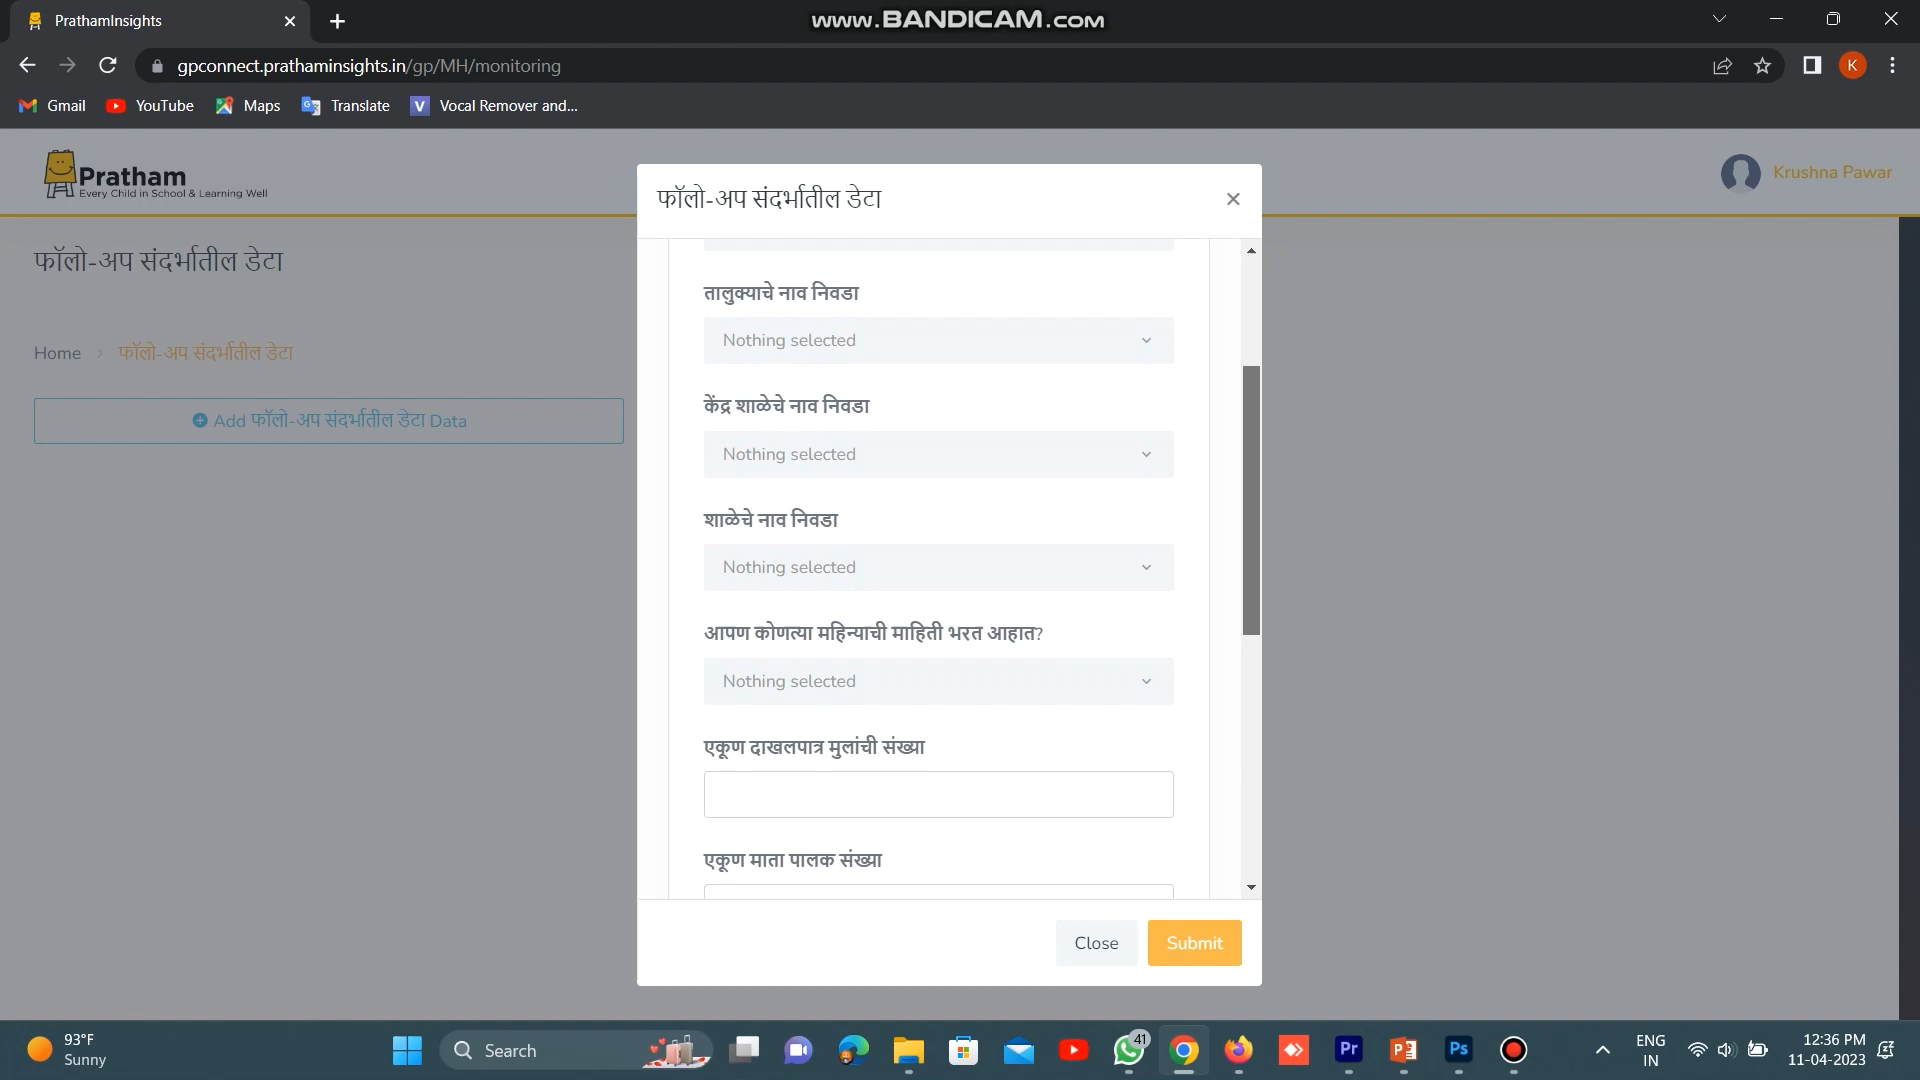 PrathamInsights
www.BANDICAM.com
gpconnect.prathaminsights.in/gp/MH/monitoring
K
Gmail
YouTube
Maps
Translate
V
Vocal Remover and...
Pratham
Every Child in School & Learning Well
Krushna Pawar
फॉलो-अप संदर्भातील डेटा
Home
फॉलो-अप संदर्भातील डेटा
Add फॉलो-अप संदर्भातील डेटा Data
फॉलो-अप संदर्भातील डेटा
तालुक्याचे नाव निवडा
Nothing selected
केंद्र शाळेचे नाव निवडा
Nothing selected
शाळेचे नाव निवडा
Nothing selected
आपण कोणत्या महिन्याची माहिती भरत आहात?
Nothing selected
एकूण दाखलपात्र मुलांची संख्या
एकूण माता पालक संख्या
Close
Submit
93°F
Sunny
Search
41
Pr
P
Ps
ENG
IN
12:36 PM
11-04-2023